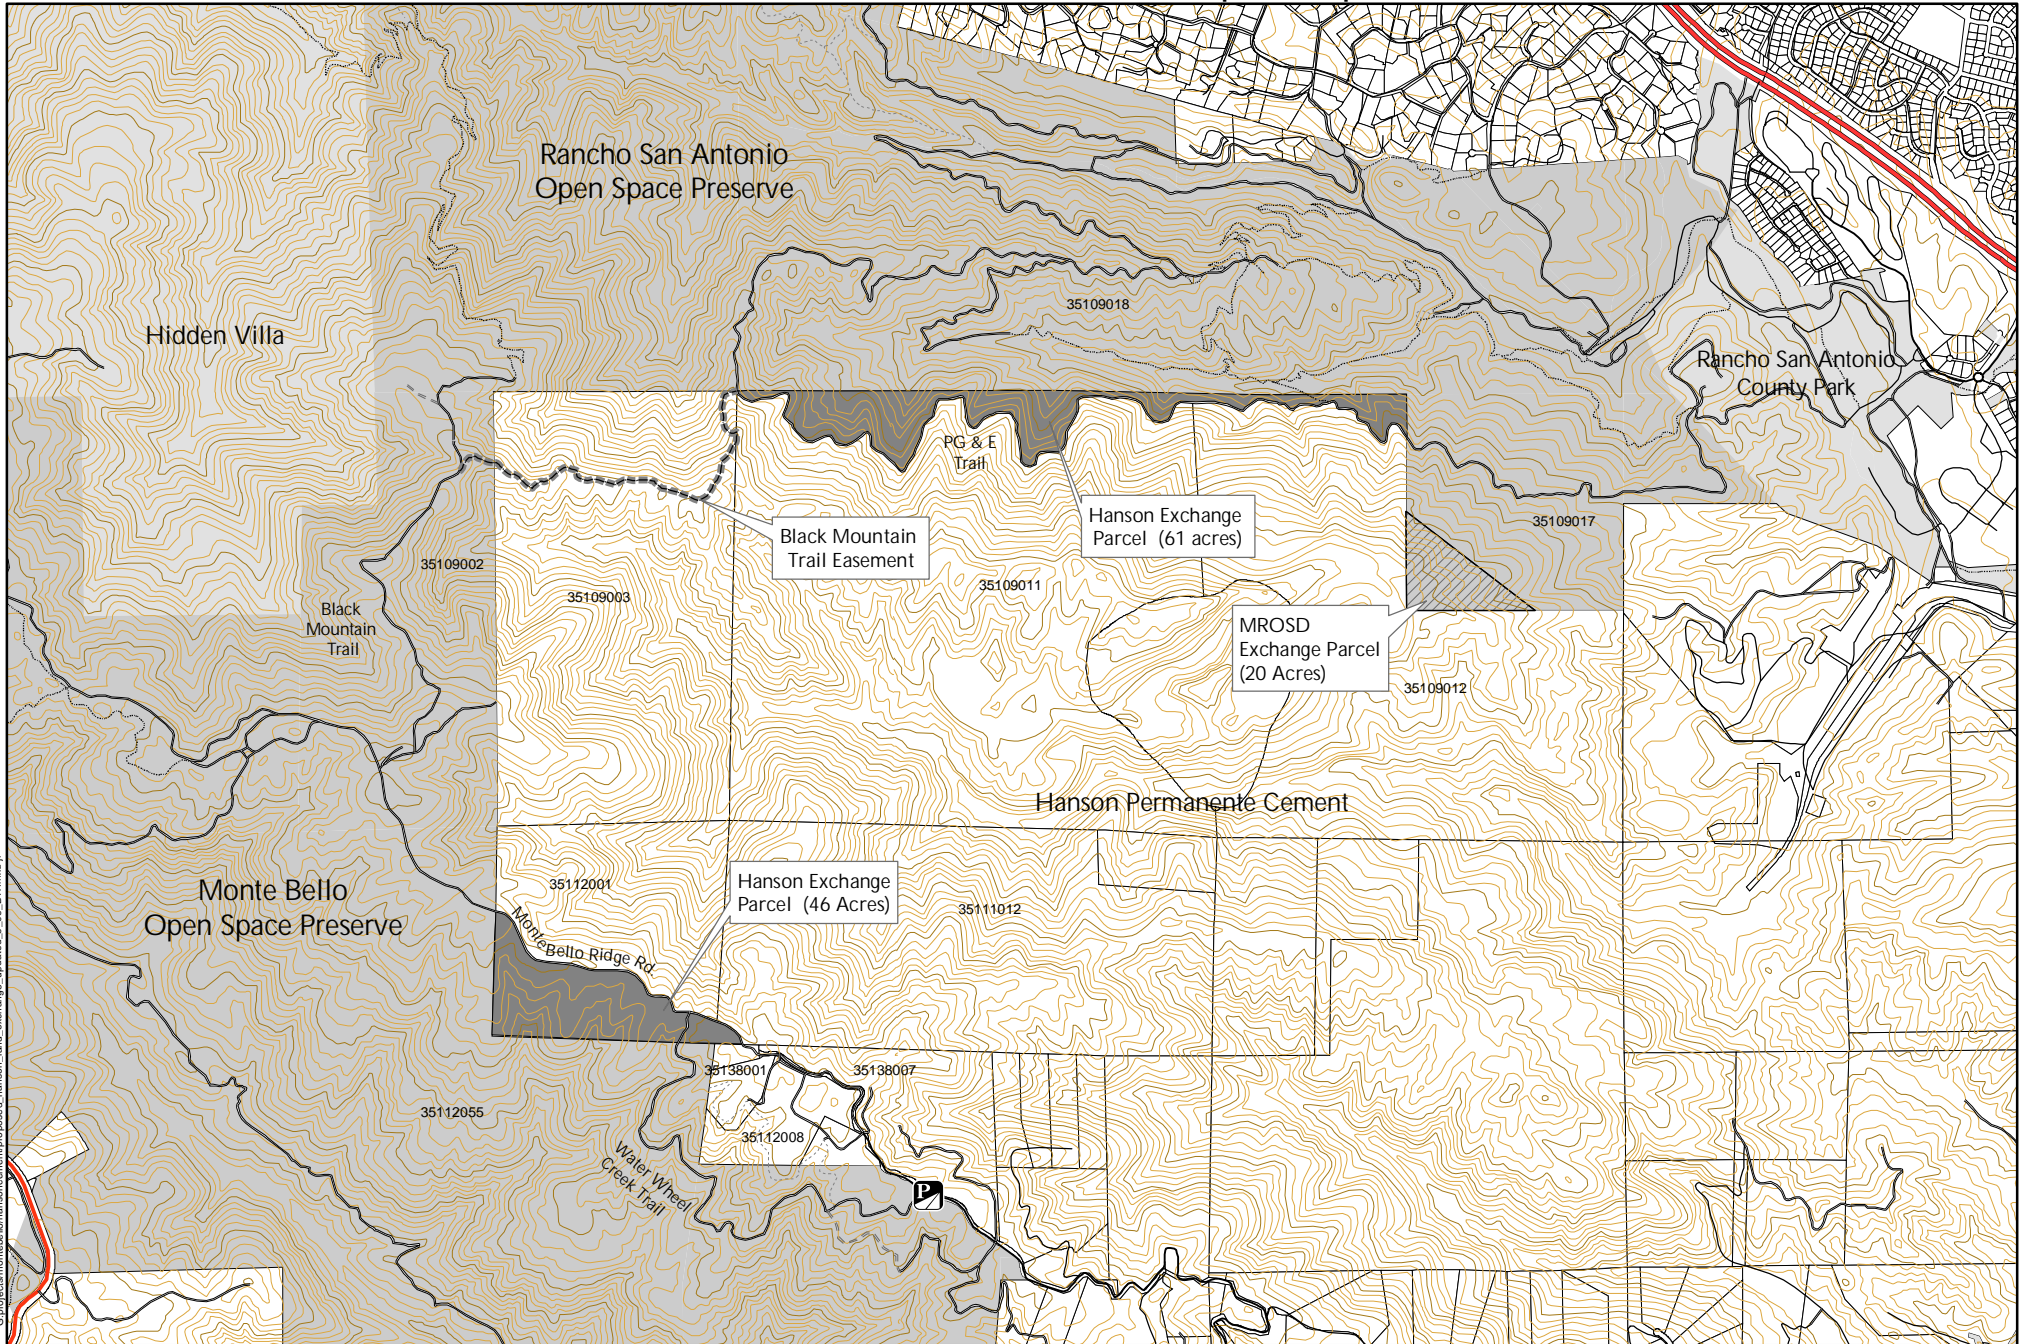 Rancho San Antonio
Open Space Preserve
Hidden Villa
35109018
Rancho San Antonio
County Park
PG & E
Trail
Hanson Exchange
Parcel (61 acres)
Black Mountain
Trail Easement
35109017
35109002
35109003
35109011
Black
Mountain
Trail
MROSD
Exchange Parcel
(20 Acres)
35109012
Hanson Permanente Cement
Monte Bello
Open Space Preserve
35112001
Hanson Exchange
Parcel (46 Acres)
35111012
Monte Bello Ridge Rd.
35138001
35138007
35112055
35112008
Water Wheel
Creek Trail
P